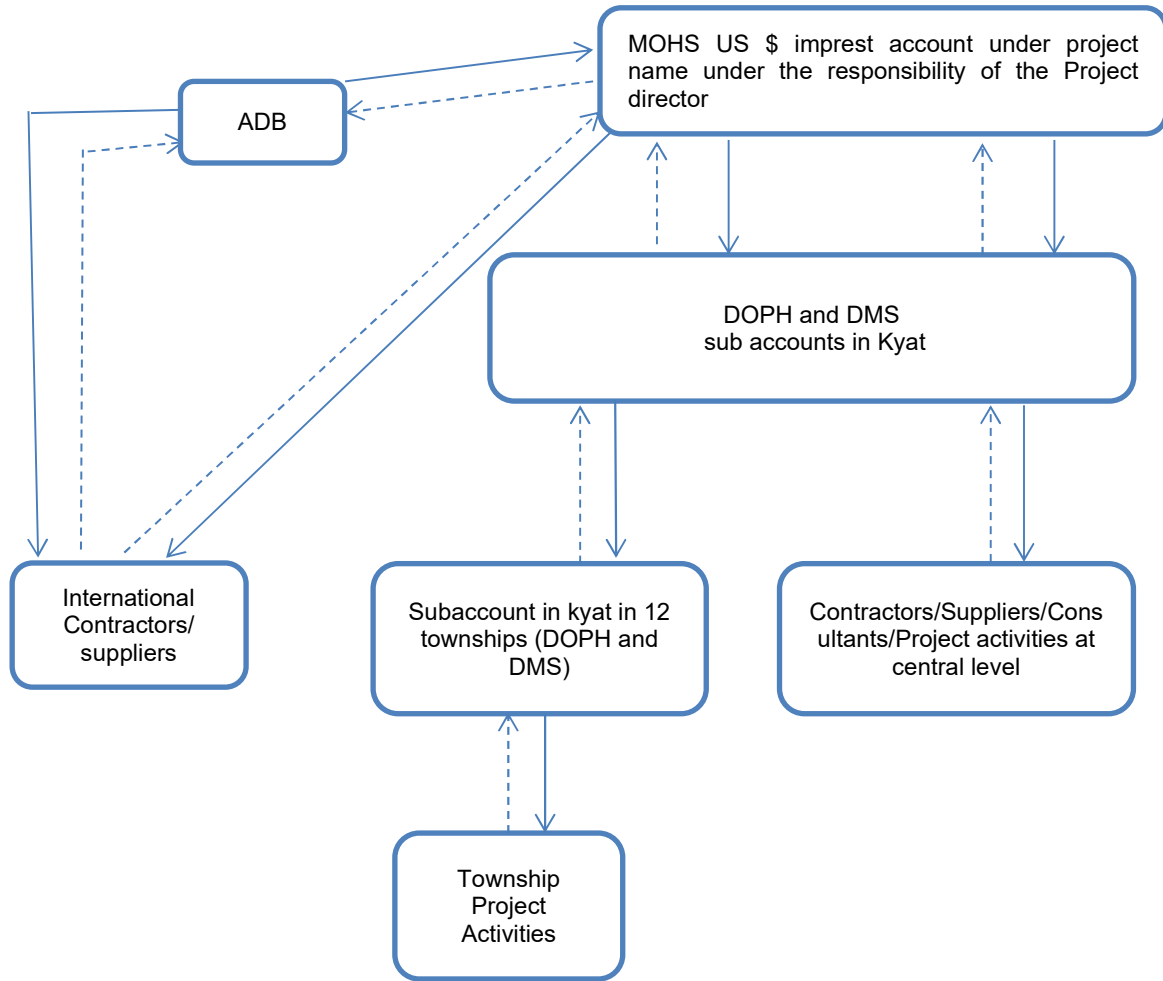 MOHS US $ imprest account under project
name under the responsibility of the Project
director
ADB
DOPH and DMS
sub accounts in Kyat
International
Contractors/
suppliers
Subaccount in kyat in 12
townships (DOPH and
DMS)
Contractors/Suppliers/Cons
ultants/Project activities at
central level
Township
Project
Activities